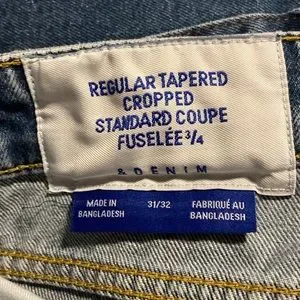 REGULAR TAPERED
CROPPED
STANDARD COUPE
FUSELÉE 3/4
& DENIM
MADE IN
BANGLADESH
31/32
FABRIQUÉ AU
BANGLADESH